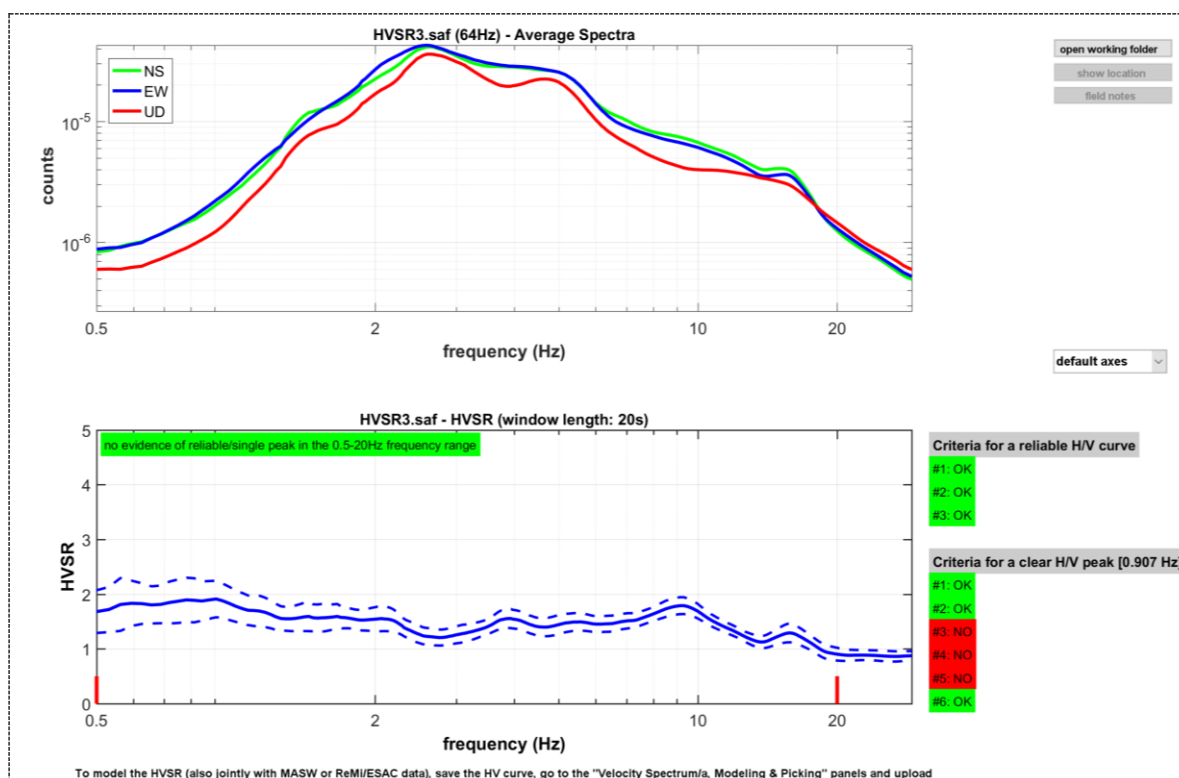 HVSR3.saf (64Hz) - Average Spectra
NS
EW
UD
10^-5
10^-6
counts
0.5
2
10
20
frequency (Hz)
open working folder
show location
field notes
default axes
HVSR3.saf - HVSR (window length: 20s)
no evidence of reliable/single peak in the 0.5-20Hz frequency range
5
4
3
2
1
0
HVSR
0.5
2
10
20
frequency (Hz)
Criteria for a reliable H/V curve
#1: OK
#2: OK
#3: OK
Criteria for a clear H/V peak [0.907 Hz]
#1: OK
#2: OK
#3: NO
#4: NO
#5: NO
#6: OK
To model the HVSR (also jointly with MASW or ReMi/ESAC data), save the HV curve, go to the "Velocity Spectrum/a, Modeling & Picking" panels and upload